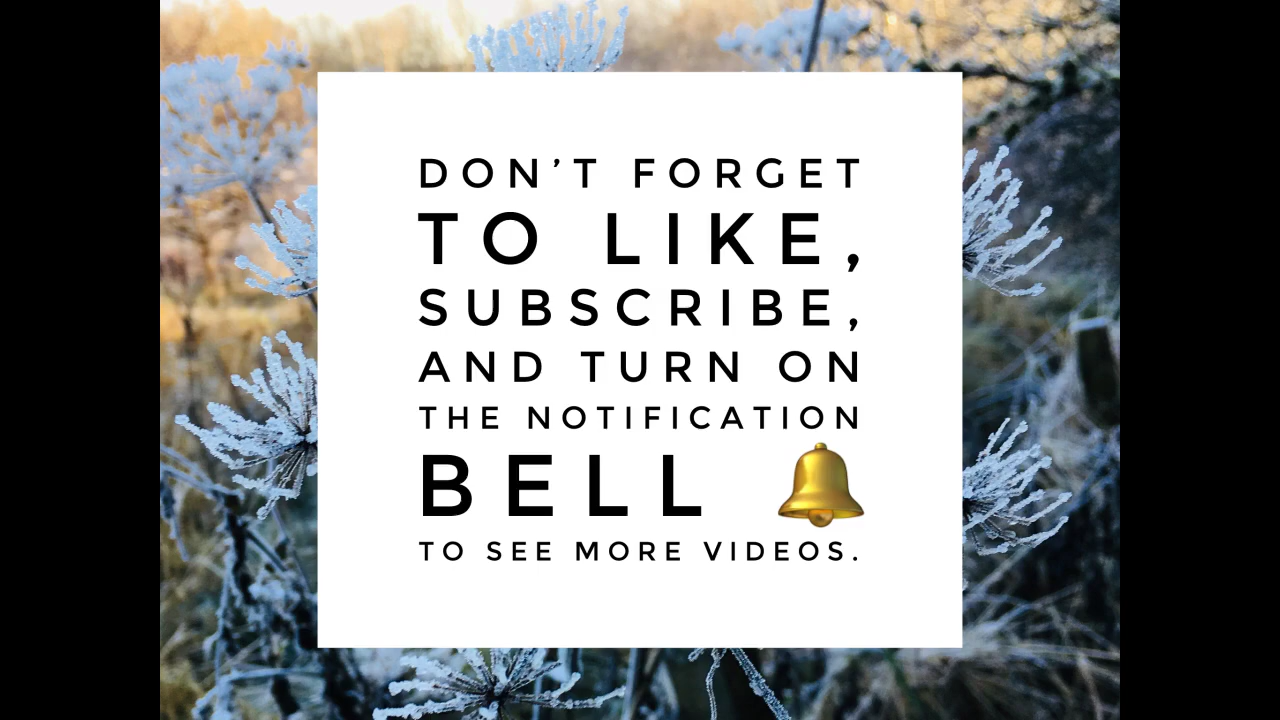 DON'T FORGET
TO LIKE,
SUBSCRIBE,
AND TURN ON
THE NOTIFICATION
BELL 🔔
TO SEE MORE VIDEOS.